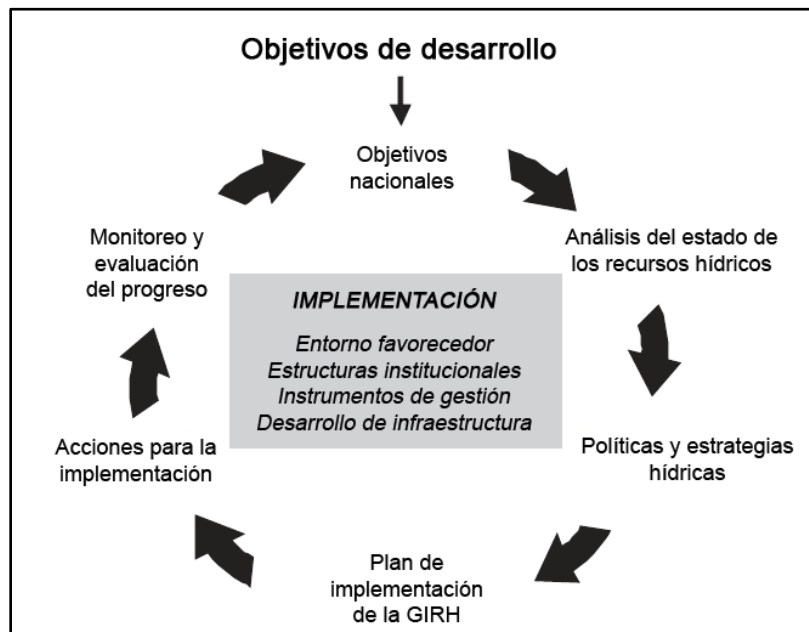 Objetivos de desarrollo
Objetivos
nacionales
Análisis del estado de
los recursos hídricos
Políticas y estrategias
hídricas
Plan de
implementación
de la GIRH
Acciones para la
implementación
Monitoreo y
evaluación
del progreso
IMPLEMENTACIÓN
Entorno favorecedor
Estructuras institucionales
Instrumentos de gestión
Desarrollo de infraestructura